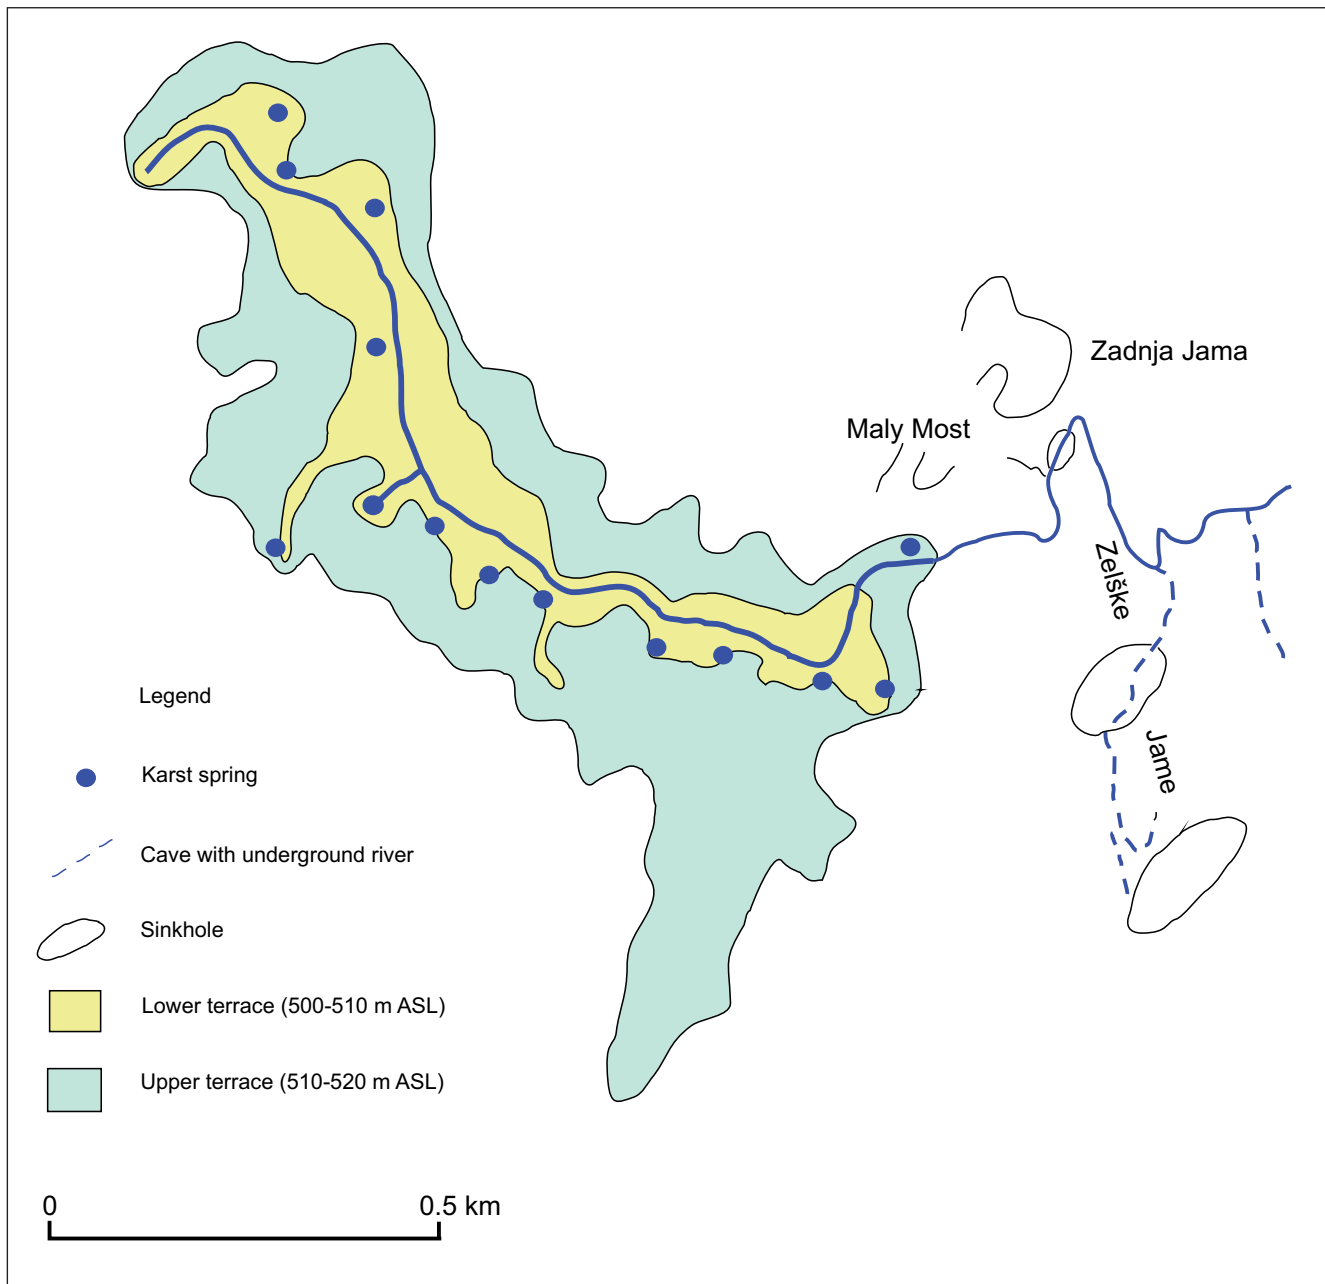 Zadnja Jama
Maly Most
Zelške
Jame
Legend
Karst spring
Cave with underground river
Sinkhole
Lower terrace (500-510 m ASL)
Upper terrace (510-520 m ASL)
0 0.5 km